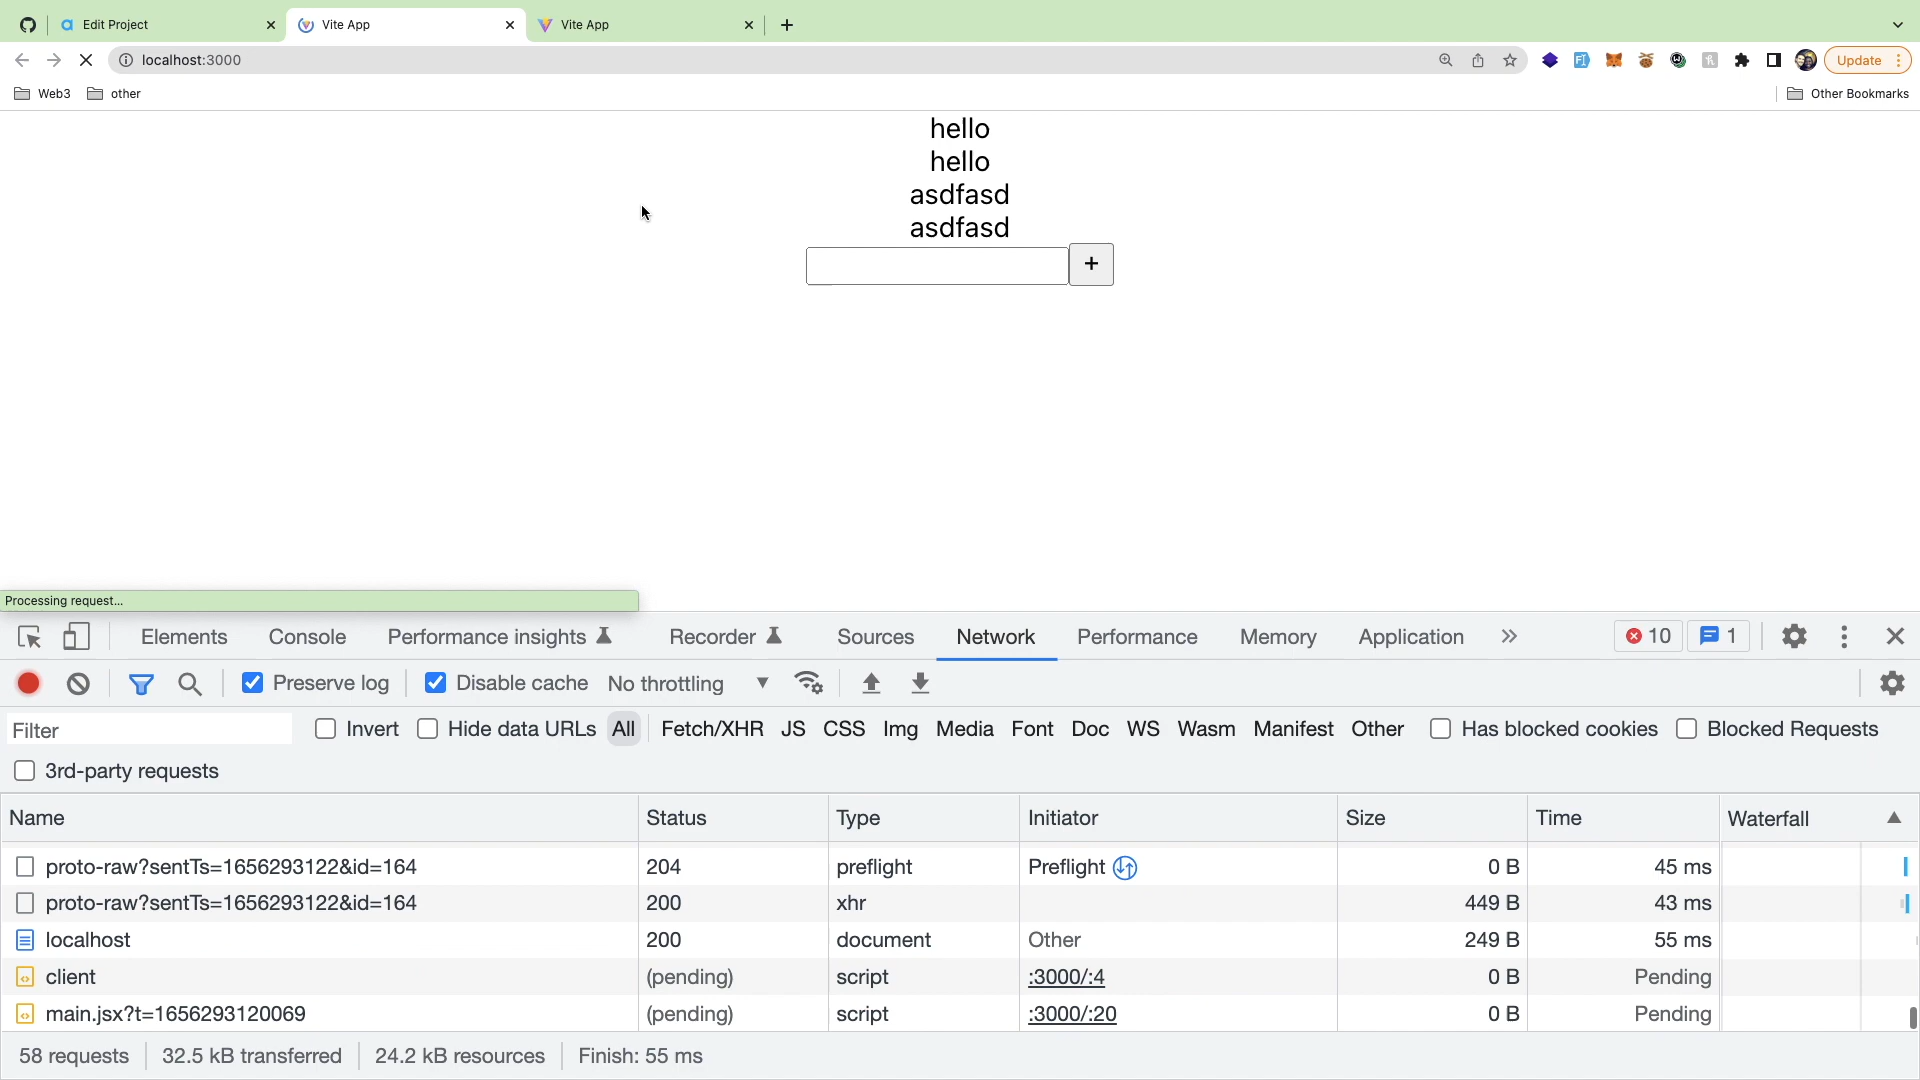 Edit Project
Vite App
Vite App
localhost:3000
Update
Web3
other
Other Bookmarks
hello
hello
asdfasd
asdfasd
+
Processing request...
Elements Console Performance insights Recorder Sources Network Performance Memory Application » 10 1
Preserve log Disable cache No throttling
Filter Invert Hide data URLs All Fetch/XHR JS CSS Img Media Font Doc WS Wasm Manifest Other Has blocked cookies Blocked Requests
3rd-party requests
Name Status Type Initiator Size Time Waterfall
proto-raw?sentTs=1656293122&id=164 204 preflight Preflight 0 B 45 ms
proto-raw?sentTs=1656293122&id=164 200 xhr 449 B 43 ms
localhost 200 document Other 249 B 55 ms
client (pending) script :3000/:4 0 B Pending
main.jsx?t=1656293120069 (pending) script :3000/:20 0 B Pending
58 requests 32.5 kB transferred 24.2 kB resources Finish: 55 ms